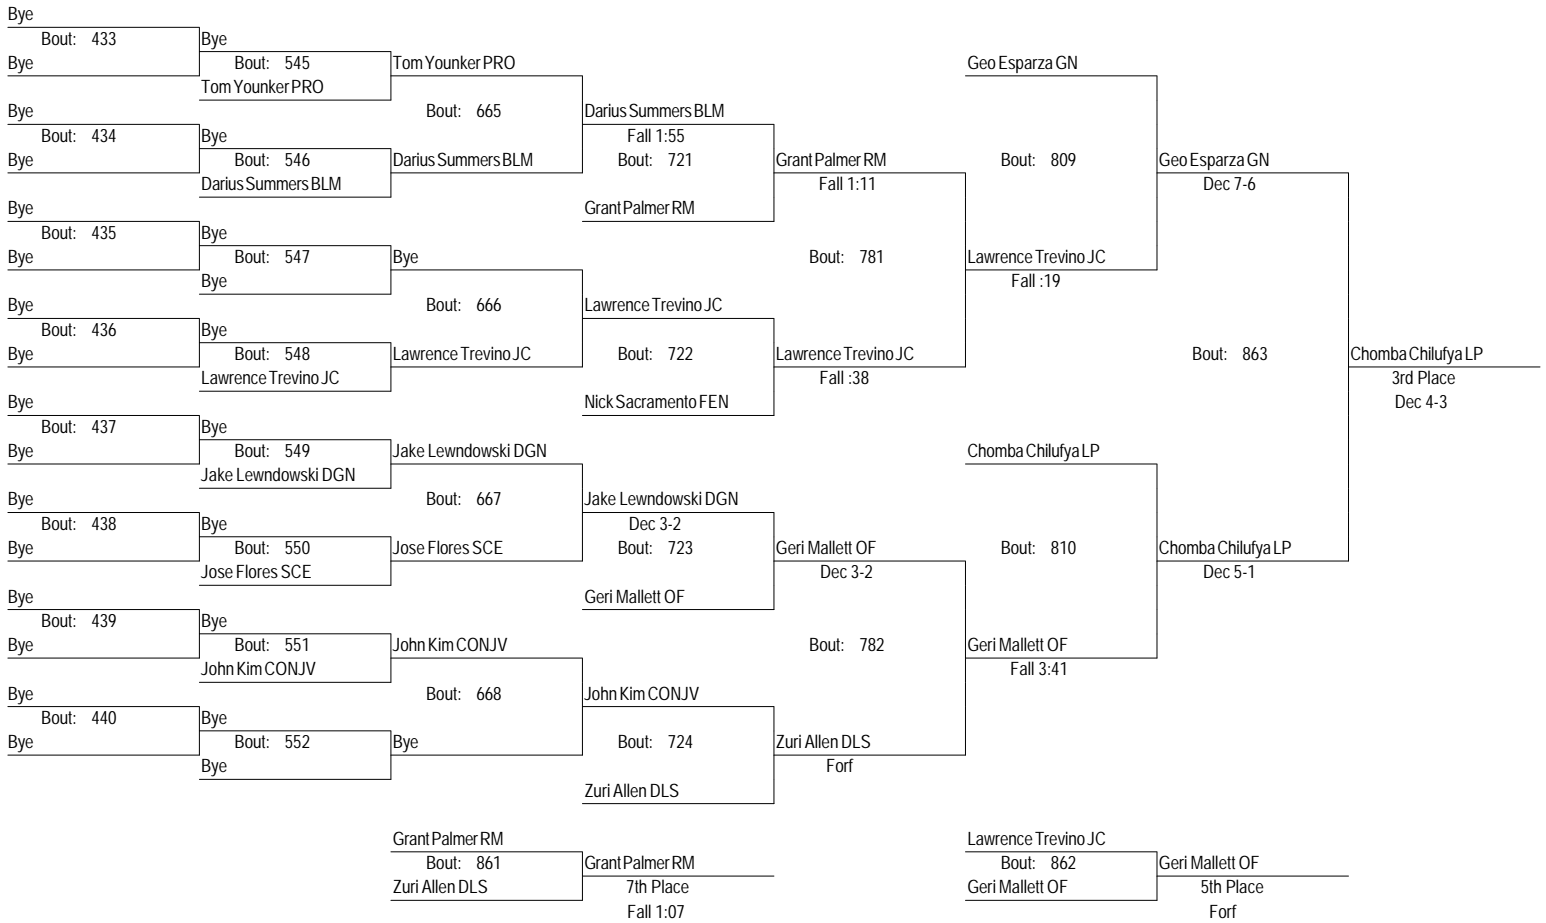 Bye
Bout: 433
Bye
Bye
Bout: 545
Tom Younker PRO
Tom Younker PRO
Bout: 665
Bye
Bout: 434
Bye
Bye
Bout: 546
Darius Summers BLM
Darius Summers BLM
Darius Summers BLM
Fall 1:55
Bout: 721
Grant Palmer RM
Grant Palmer RM
Fall 1:11
Bye
Bout: 435
Bye
Bye
Bout: 547
Bye
Bye
Bout: 666
Bye
Bout: 436
Bye
Bye
Bout: 548
Lawrence Trevino JC
Lawrence Trevino JC
Lawrence Trevino JC
Bout: 722
Nick Sacramento FEN
Lawrence Trevino JC
Fall :38
Bout: 781
Lawrence Trevino JC
Fall :19
Geo Esparza GN
Bout: 809
Geo Esparza GN
Dec 7-6
Bye
Bout: 437
Bye
Bye
Bout: 549
Jake Lewndowski DGN
Jake Lewndowski DGN
Bout: 667
Bye
Bout: 438
Bye
Bye
Bout: 550
Jose Flores SCE
Jose Flores SCE
Jake Lewndowski DGN
Dec 3-2
Bout: 723
Geri Mallett OF
Geri Mallett OF
Dec 3-2
Bye
Bout: 439
Bye
Bye
Bout: 551
John Kim CONJV
John Kim CONJV
Bout: 668
Bye
Bout: 440
Bye
Bye
Bout: 552
Bye
Bye
John Kim CONJV
Bout: 724
Zuri Allen DLS
Zuri Allen DLS
Forf
Bout: 782
Geri Mallett OF
Fall 3:41
Chomba Chilufya LP
Bout: 810
Chomba Chilufya LP
Dec 5-1
Bout: 863
Chomba Chilufya LP
3rd Place
Dec 4-3
Grant Palmer RM
Bout: 861
Zuri Allen DLS
Grant Palmer RM
7th Place
Fall 1:07
Lawrence Trevino JC
Bout: 862
Geri Mallett OF
Geri Mallett OF
5th Place
Forf